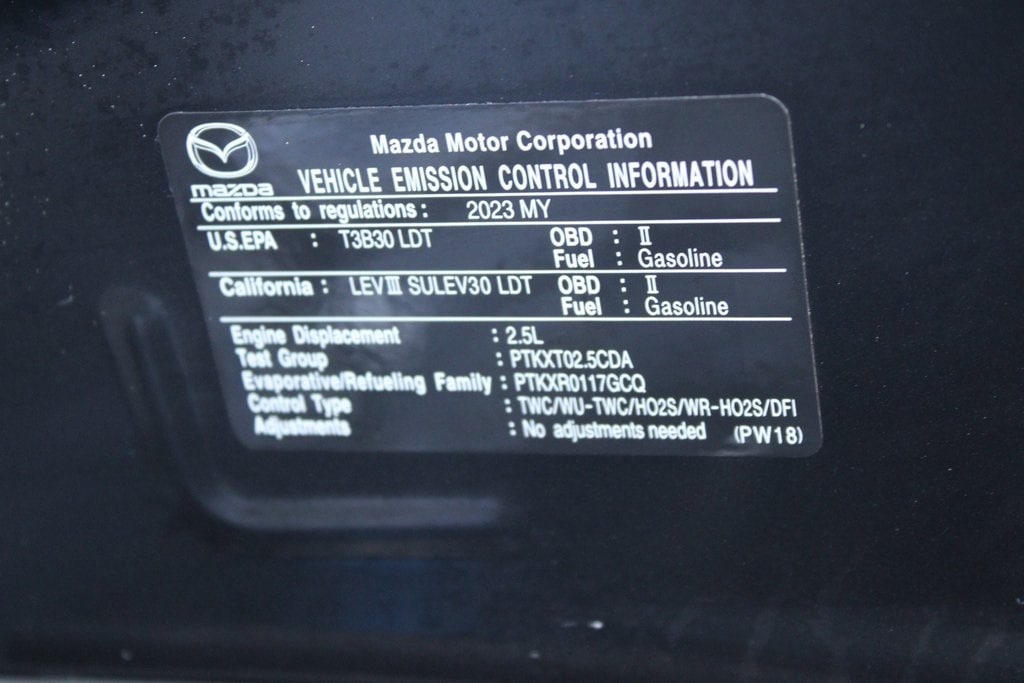 Mazda Motor Corporation
mazda VEHICLE EMISSION CONTROL INFORMATION
Conforms to regulations : 2023 MY
U.S.EPA : T3B30 LDT OBD : II
Fuel : Gasoline
California : LEVIII SULEV30 LDT OBD : II
Fuel : Gasoline
Engine Displacement : 2.5L
Test Group : PTKXT02.5CDA
Evaporative/Refueling Family : PTKXR0117GCQ
Control Type : TWC/WU-TWC/HO2S/WR-HO2S/DFI
Adjustments : No adjustments needed (PW18)